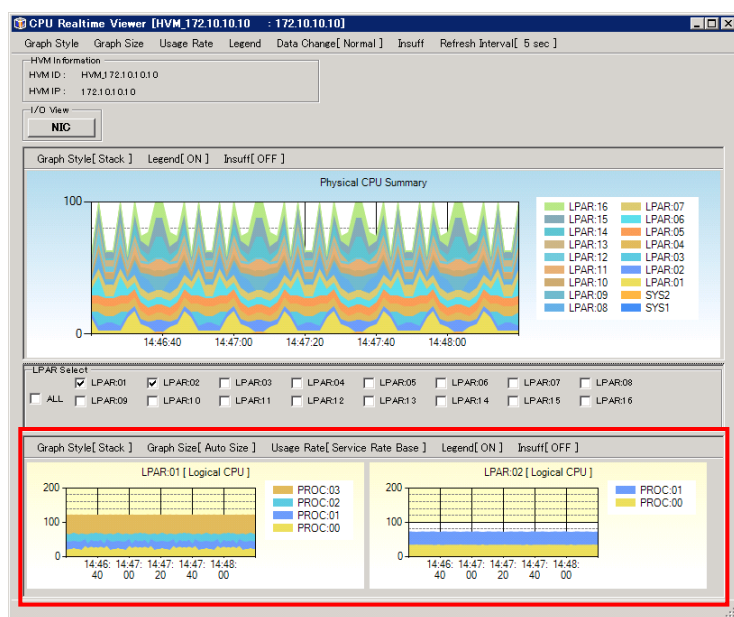 CPU Realtime Viewer [HVM_172.10.10.10 : 172.10.10.10]
Graph Style Graph Size Usage Rate Legend Data Change[ Normal ] Insuff Refresh Interval[ 5 sec ]
HVM Information
HVM ID : HVM_172.10.10.10
HVM IP : 172.10.10.10
I/O View
NIC
Graph Style[ Stack ] Legend[ ON ] Insuff[ OFF ]
Physical CPU Summary
100
0
14:46:40 14:47:00 14:47:20 14:47:40 14:48:00
LPAR:16 LPAR:07
LPAR:15 LPAR:06
LPAR:14 LPAR:05
LPAR:13 LPAR:04
LPAR:12 LPAR:03
LPAR:11 LPAR:02
LPAR:10 LPAR:01
LPAR:09 SYS2
LPAR:08 SYS1
LPAR Select
ALL
LPAR:01 LPAR:02 LPAR:03 LPAR:04 LPAR:05 LPAR:06 LPAR:07 LPAR:08
LPAR:09 LPAR:10 LPAR:11 LPAR:12 LPAR:13 LPAR:14 LPAR:15 LPAR:16
Graph Style[ Stack ] Graph Size[ Auto Size ] Usage Rate[ Service Rate Base ] Legend[ ON ] Insuff[ OFF ]
LPAR:01 [ Logical CPU ]
200
100
0
14:46:40 14:47:00 14:47:20 14:47:40 14:48:00
PROC:03
PROC:02
PROC:01
PROC:00
LPAR:02 [ Logical CPU ]
200
100
0
14:46:40 14:47:00 14:47:20 14:47:40 14:48:00
PROC:01
PROC:00